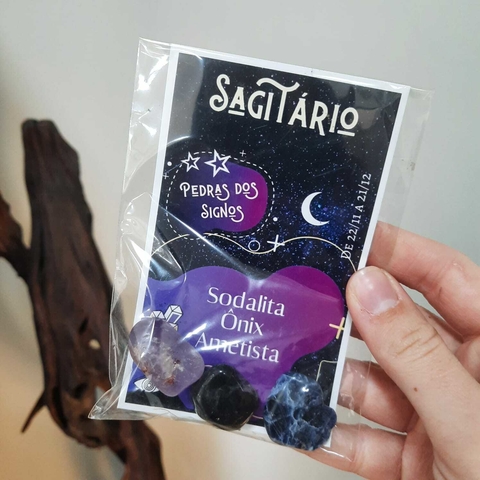 SAGITÁRIO
PEDRAS DOS
SIGNOS
DE 22/11 A 21/12
Sodalita
Ônix
Ametista